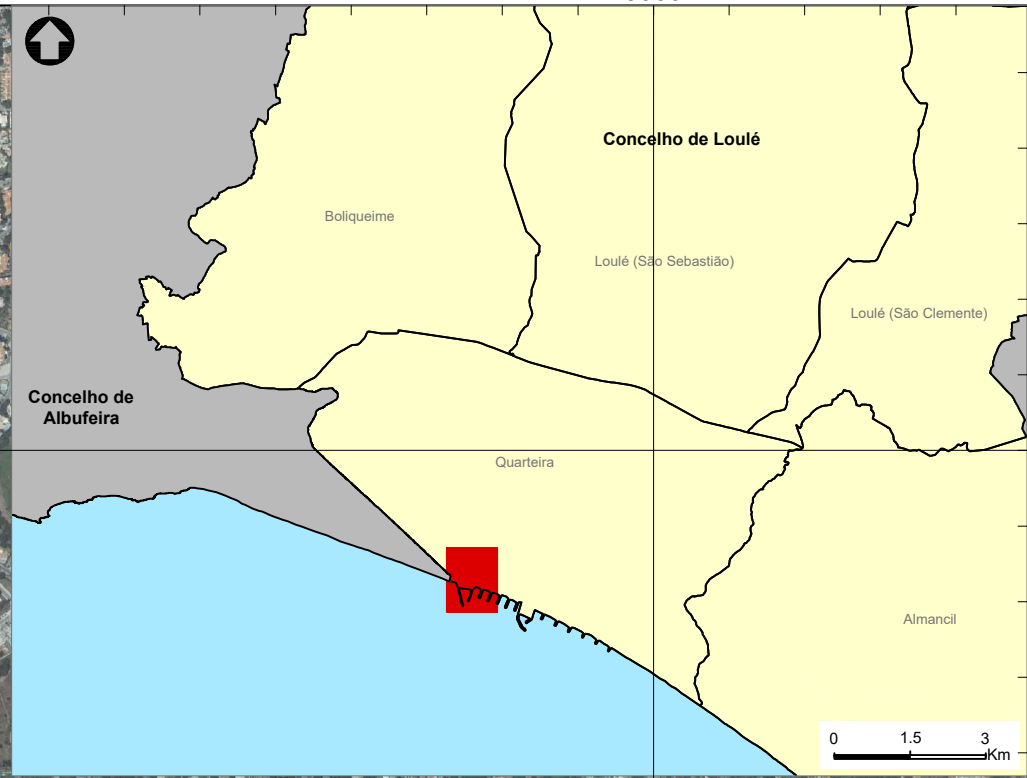 Concelho de Loulé
Boliqueime
Loulé (São Sebastião)
Loulé (São Clemente)
Concelho de
Albufeira
Quarteira
Almancil
0 1.5 3
Km